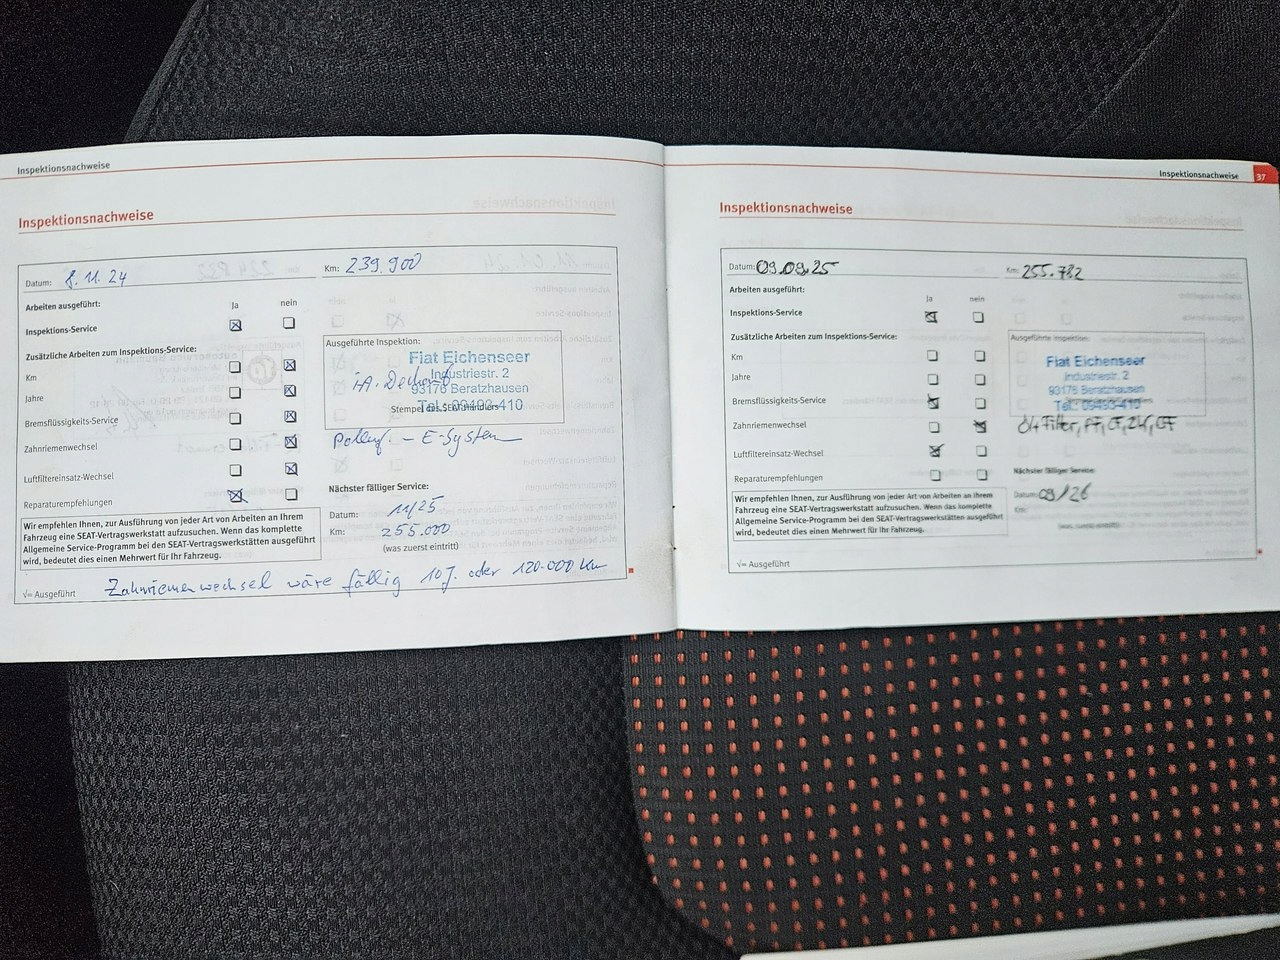 Inspektionsnachweise
Inspektionsnachweise
Datum: 8.11.24 Km: 239.900
Arbeiten ausgeführt:
Ja nein
Inspektions-Service
Zusätzliche Arbeiten zum Inspektions-Service:
Km
Jahre
Bremsflüssigkeits-Service
Zahnriemenwechsel
Luftfiltereinsatz-Wechsel
Reparaturempfehlungen
Ausgeführte Inspektion:
Fiat Eichenseer
Industriestr. 2
93176 Beratzhausen
Tel.: 09493-410
i.A.
Stempel des SEAT-Händlers
E-System
Nächster fälliger Service:
Datum: 11/25
Km: 255.000
(was zuerst eintritt)
Wir empfehlen Ihnen, zur Ausführung von jeder Art von Arbeiten an Ihrem
Fahrzeug eine SEAT-Vertragswerkstatt aufzusuchen. Wenn das komplette
Allgemeine Service-Programm bei den SEAT-Vertragswerkstätten ausgeführt
wird, bedeutet dies einen Mehrwert für Ihr Fahrzeug.
√= Ausgeführt
Zahnriemenwechsel wäre fällig 10 J. oder 120.000 Km
Inspektionsnachweise 37
Inspektionsnachweise
Datum: 09.09.25 Km: 255.782
Arbeiten ausgeführt:
Ja nein
Inspektions-Service
Zusätzliche Arbeiten zum Inspektions-Service:
Km
Jahre
Bremsflüssigkeits-Service
Zahnriemenwechsel
Luftfiltereinsatz-Wechsel
Reparaturempfehlungen
Ausgeführte Inspektion:
Fiat Eichenseer
Industriestr. 2
93176 Beratzhausen
Tel.: 09493-410
Nächster fälliger Service:
Datum: 09/26
Km:
(was zuerst eintritt)
Wir empfehlen Ihnen, zur Ausführung von jeder Art von Arbeiten an Ihrem
Fahrzeug eine SEAT-Vertragswerkstatt aufzusuchen. Wenn das komplette
Allgemeine Service-Programm bei den SEAT-Vertragswerkstätten ausgeführt
wird, bedeutet dies einen Mehrwert für Ihr Fahrzeug.
√= Ausgeführt